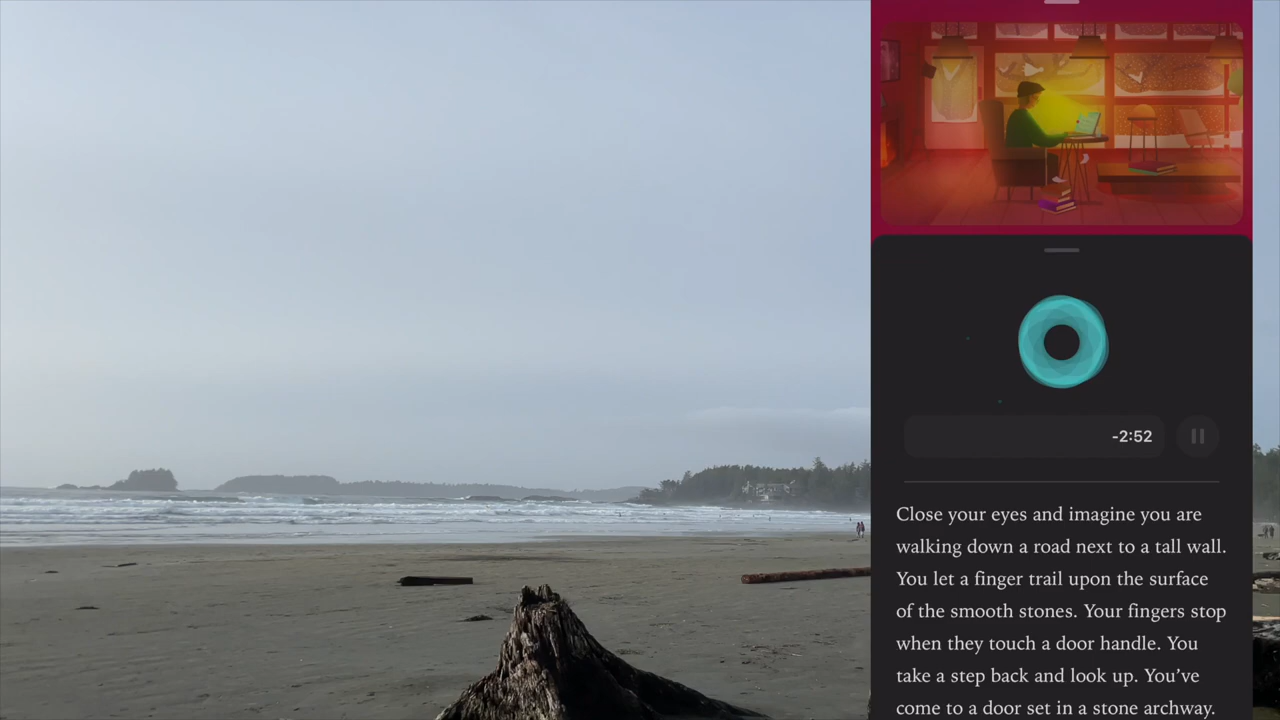 -2:52
Close your eyes and imagine you are
walking down a road next to a tall wall.
You let a finger trail upon the surface
of the smooth stones. Your fingers stop
when they touch a door handle. You
take a step back and look up. You’ve
come to a door set in a stone archway.